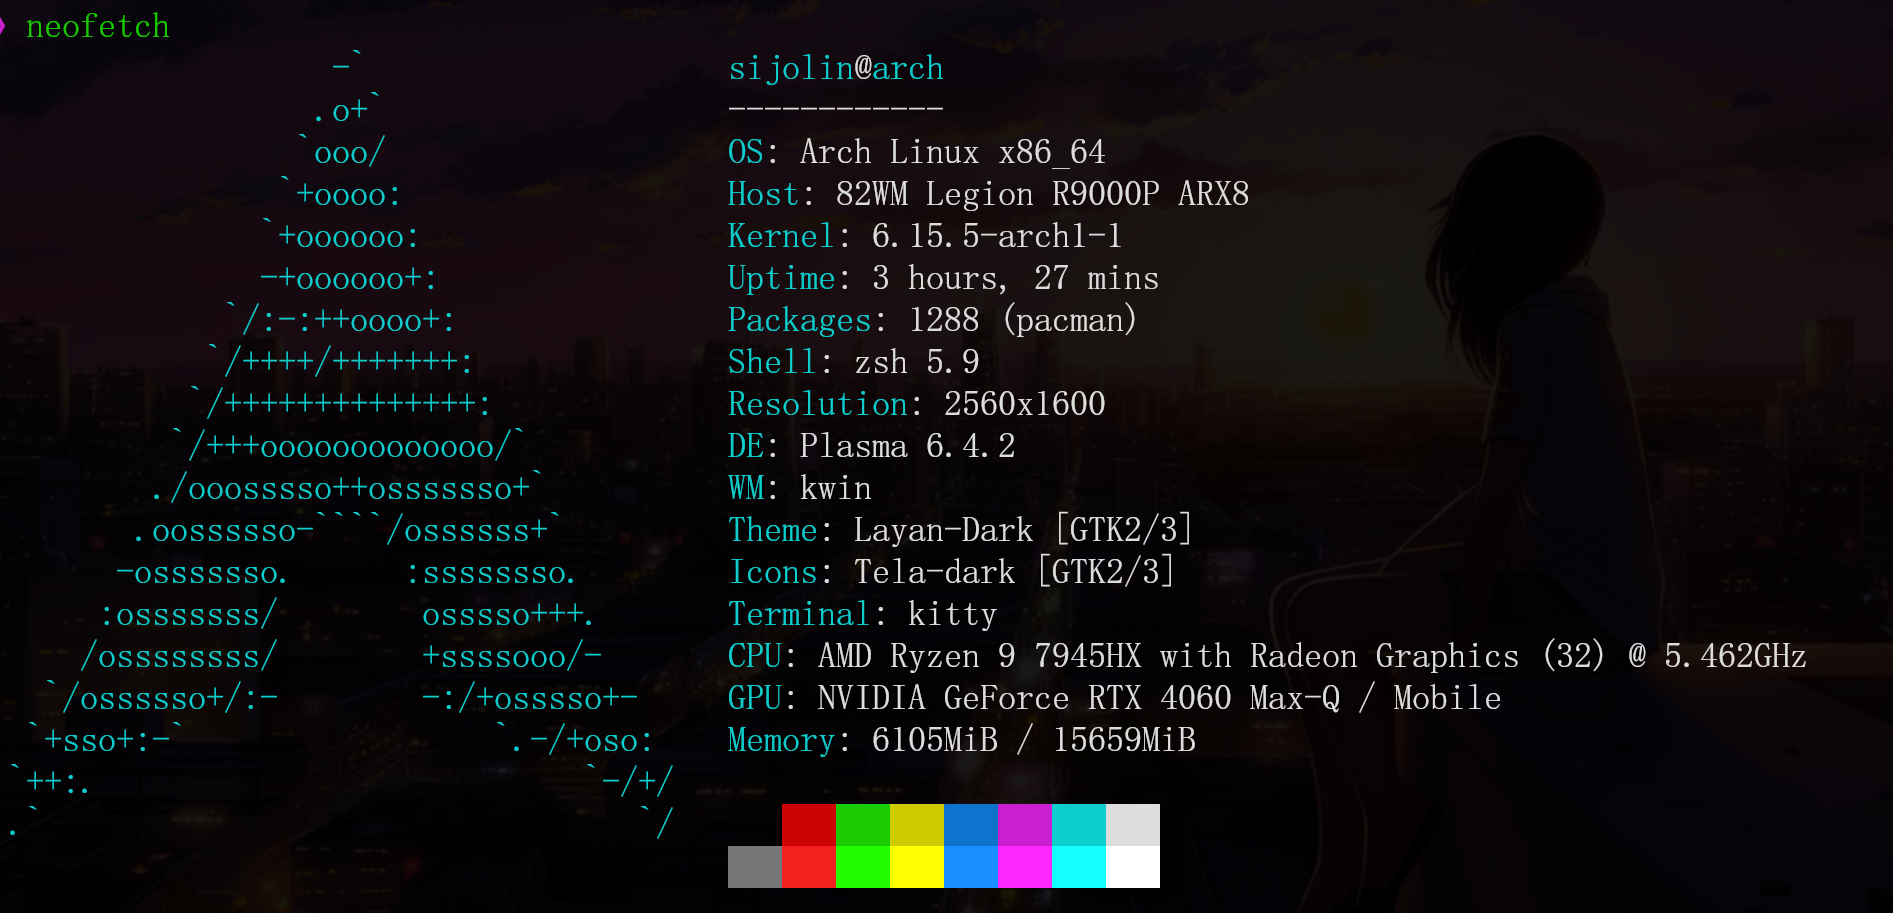 neofetch
-`
.o+`
`ooo/
`+oooo:
`+oooooo:
-+oooooo+:
`/:-:++oooo+:
`/++++/+++++++:
`/++++++++++++++:
`/+++ooooooooooooo/`
./ooosssso++osssssso+`
.oossssso-````/ossssss+`
-osssssso. :ssssssso.
:osssssss/ osssso+++.
/ossssssss/ +ssssooo/-
`/ossssso+/:- -:/+osssso+-
`+sso+:-` `.-/+oso:
`++:. `-/+/
.` `/
sijolin@arch
------------
OS: Arch Linux x86_64
Host: 82WM Legion R9000P ARX8
Kernel: 6.15.5-arch1-1
Uptime: 3 hours, 27 mins
Packages: 1288 (pacman)
Shell: zsh 5.9
Resolution: 2560x1600
DE: Plasma 6.4.2
WM: kwin
Theme: Layan-Dark [GTK2/3]
Icons: Tela-dark [GTK2/3]
Terminal: kitty
CPU: AMD Ryzen 9 7945HX with Radeon Graphics (32) @ 5.462GHz
GPU: NVIDIA GeForce RTX 4060 Max-Q / Mobile
Memory: 6105MiB / 15659MiB